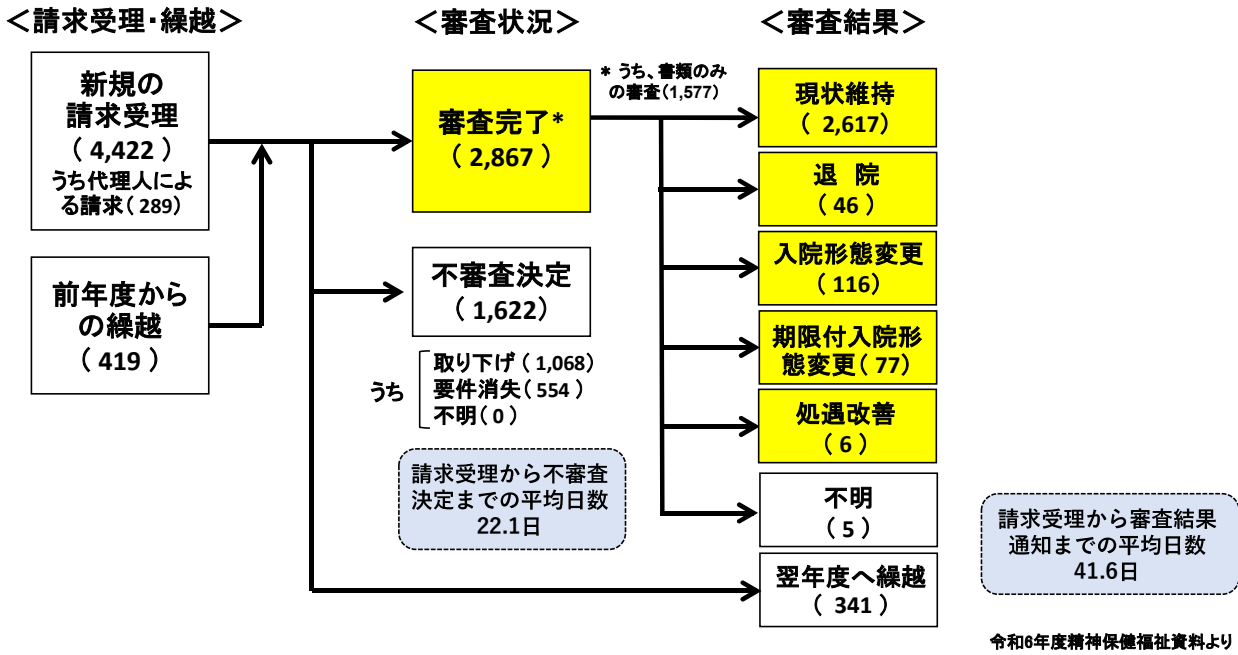 ＜請求受理・繰越＞
新規の
請求受理
( 4,422 )
うち代理人によ
る請求( 289)
前年度から
の繰越
( 419 )
＜審査状況＞
審査完了*
( 2,867 )
* うち、書類のみ
の審査(1,577)
不審査決定
( 1,622)
うち
取り下げ ( 1,068)
要件消失( 554 )
不明( 0 )
請求受理から不審査
決定までの平均日数
22.1日
＜審査結果＞
現状維持
( 2,617)
退 院
( 46 )
入院形態変更
( 116)
期限付入院形
態変更( 77)
処遇改善
( 6 )
不明
( 5 )
翌年度へ繰越
( 341 )
請求受理から審査結果
通知までの平均日数
41.6日
令和6年度精神保健福祉資料より